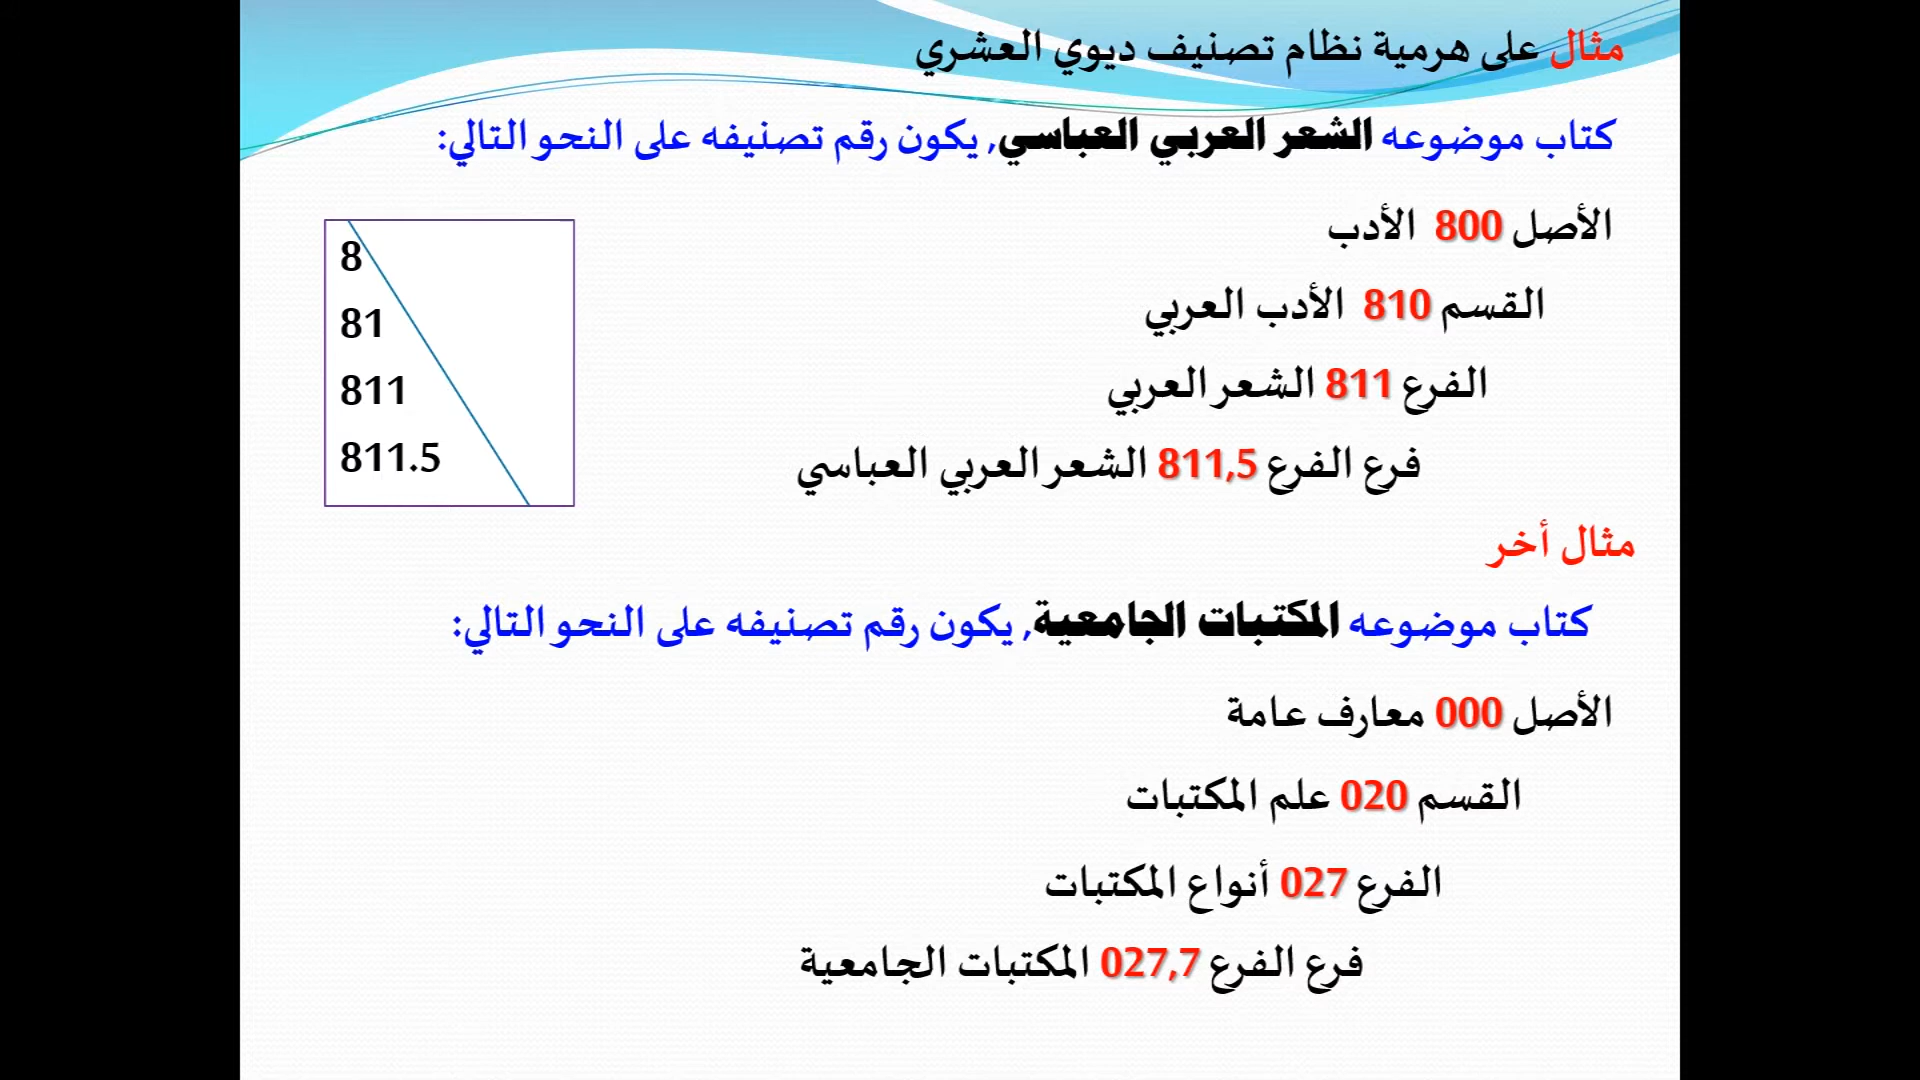 مثال على هرمية نظام تصنيف ديوي العشري
كتاب موضوعه الشعر العربي العباسي, يكون رقم تصنيفه على النحو التالي:
الأصل 800 الأدب
القسم 810 الأدب العربي
الفرع 811 الشعر العربي
فرع الفرع 811,5 الشعر العربي العباسي
8
81
811
811.5
مثال أخر
كتاب موضوعه المكتبات الجامعية, يكون رقم تصنيفه على النحو التالي:
الأصل 000 معارف عامة
القسم 020 علم المكتبات
الفرع 027 أنواع المكتبات
فرع الفرع 027,7 المكتبات الجامعية